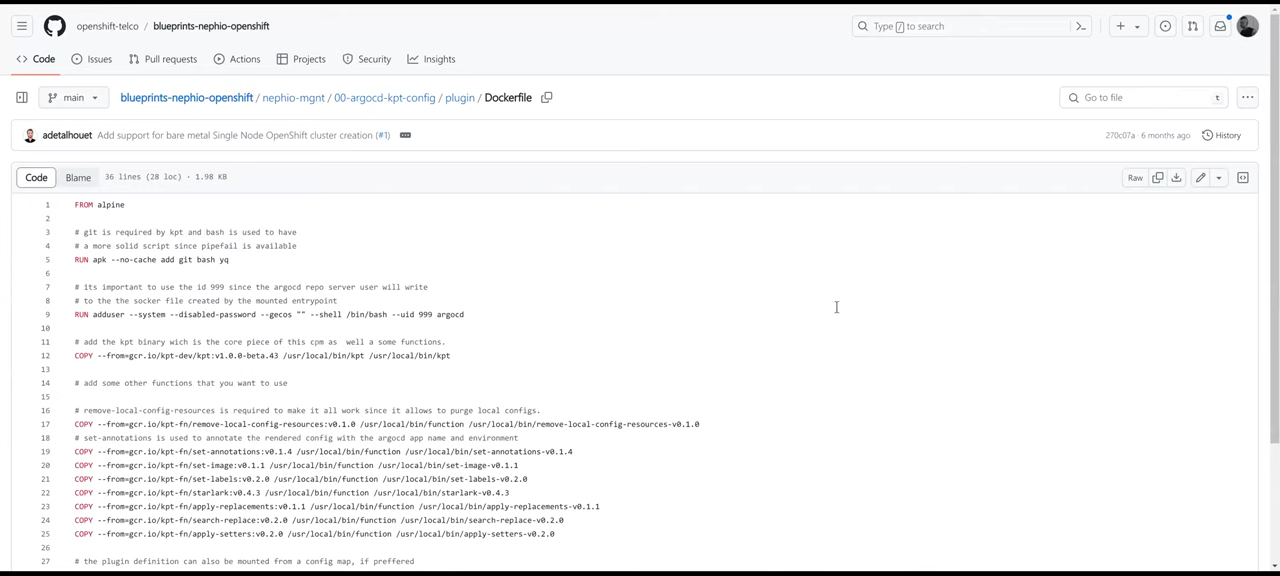 openshift-telco / blueprints-nephio-openshift
Type / to search
Code Issues Pull requests Actions Projects Security Insights
main blueprints-nephio-openshift / nephio-mgnt / 00-argocd-kpt-config / plugin / Dockerfile
Go to file t
adetalhouet Add support for bare metal Single Node OpenShift cluster creation (#1) 270c07a · 6 months ago History
Code Blame 36 lines (28 loc) · 1.98 KB Raw
1 FROM alpine
2
3 # git is required by kpt and bash is used to have
4 # a more solid script since pipefail is available
5 RUN apk --no-cache add git bash yq
6
7 # its important to use the id 999 since the argocd repo server user will write
8 # to the the socker file created by the mounted entrypoint
9 RUN adduser --system --disabled-password --gecos "" --shell /bin/bash --uid 999 argocd
10
11 # add the kpt binary wich is the core piece of this cpm as  well a some functions.
12 COPY --from=gcr.io/kpt-dev/kpt:v1.0.0-beta.43 /usr/local/bin/kpt /usr/local/bin/kpt
13
14 # add some other functions that you want to use
15
16 # remove-local-config-resources is required to make it all work since it allows to purge local configs.
17 COPY --from=gcr.io/kpt-fn/remove-local-config-resources:v0.1.0 /usr/local/bin/function /usr/local/bin/remove-local-config-resources-v0.1.0
18 # set-annotations is used to annotate the rendered config with the argocd app name and environment
19 COPY --from=gcr.io/kpt-fn/set-annotations:v0.1.4 /usr/local/bin/function /usr/local/bin/set-annotations-v0.1.4
20 COPY --from=gcr.io/kpt-fn/set-image:v0.1.1 /usr/local/bin/function /usr/local/bin/set-image-v0.1.1
21 COPY --from=gcr.io/kpt-fn/set-labels:v0.2.0 /usr/local/bin/function /usr/local/bin/set-labels-v0.2.0
22 COPY --from=gcr.io/kpt-fn/starlark:v0.4.3 /usr/local/bin/function /usr/local/bin/starlark-v0.4.3
23 COPY --from=gcr.io/kpt-fn/apply-replacements:v0.1.1 /usr/local/bin/function /usr/local/bin/apply-replacements-v0.1.1
24 COPY --from=gcr.io/kpt-fn/search-replace:v0.2.0 /usr/local/bin/function /usr/local/bin/search-replace-v0.2.0
25 COPY --from=gcr.io/kpt-fn/apply-setters:v0.2.0 /usr/local/bin/function /usr/local/bin/apply-setters-v0.2.0
26
27 # the plugin definition can also be mounted from a config map, if preffered